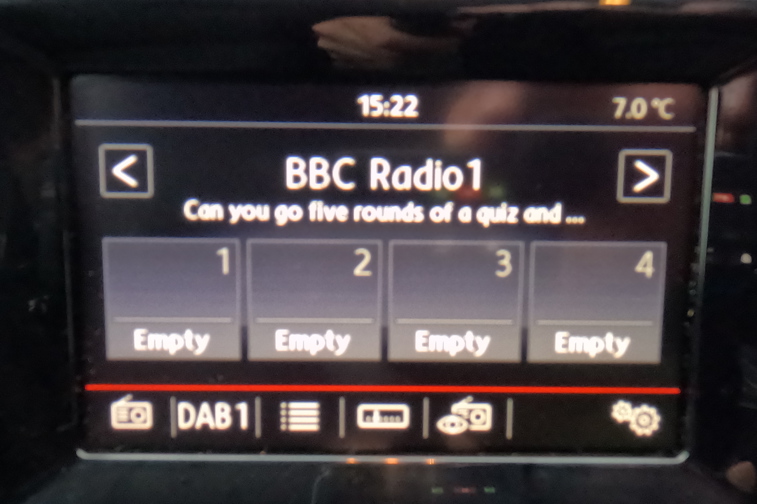 15:22 7.0°C
< BBC Radio1 >
Can you go five rounds of a quiz and ...
1 2 3 4
Empty Empty Empty Empty
DAB1